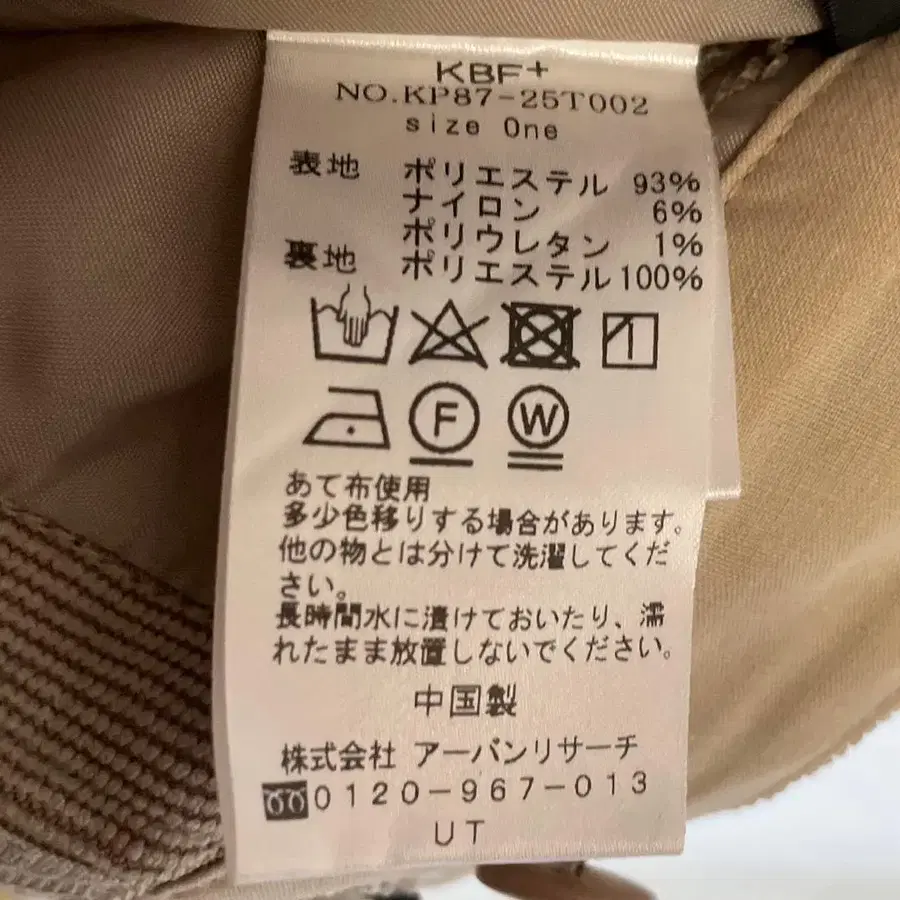 KBF+
NO.KP87-25T002
size One
表地 ポリエステル 93%
ナイロン 6%
ポリウレタン 1%
裏地 ポリエステル 100%
F W
あて布使用
多少色移りする場合があります。
他の物とは分けて洗濯してくだ
さい。
長時間水に漬けておいたり、濡
れたまま放置しないでください。
中国製
株式会社 アーバンリサーチ
0120-967-013
UT